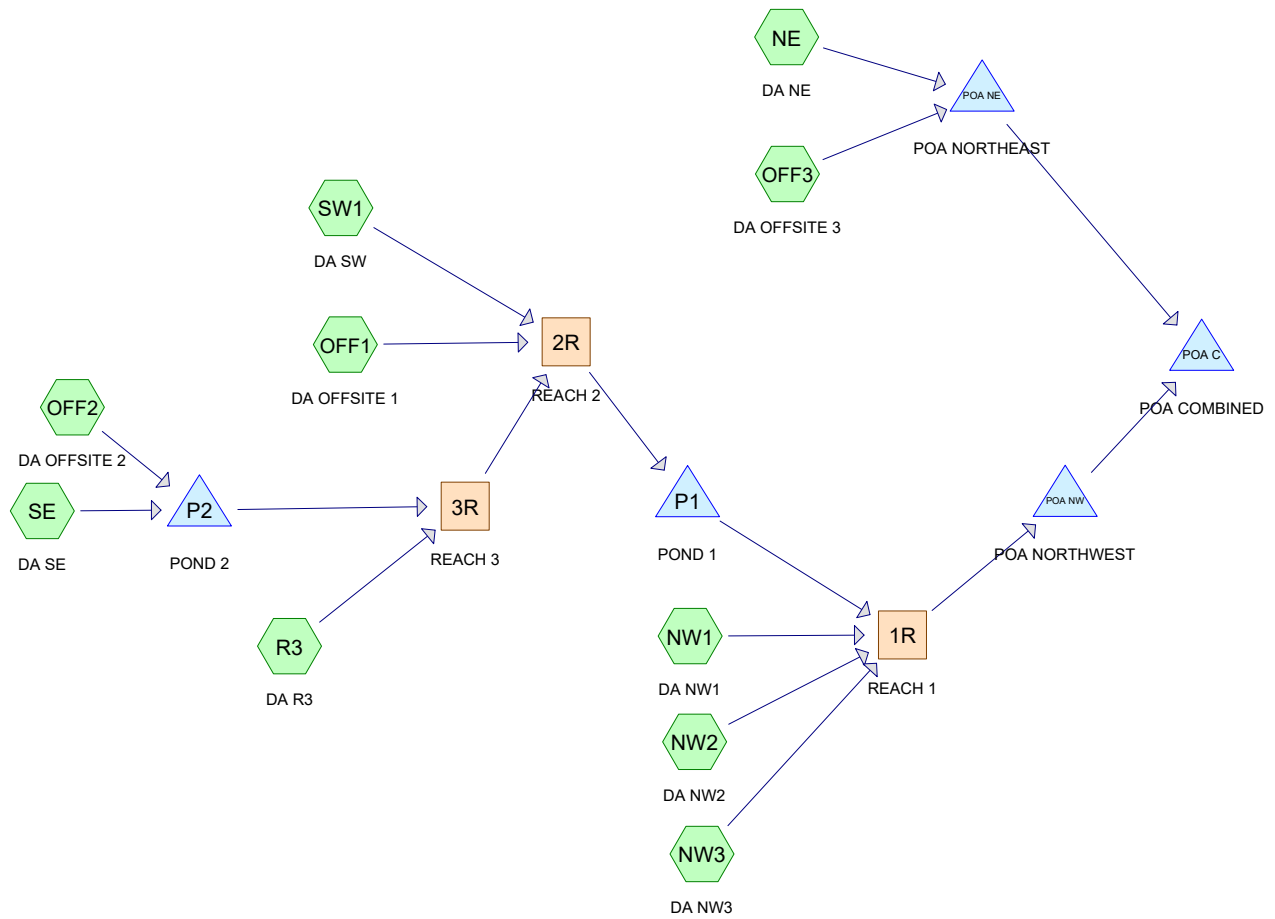 NE
DA NE
POA NE
POA NORTHEAST
OFF3
DA OFFSITE 3
SW1
DA SW
OFF1
DA OFFSITE 1
2R
REACH 2
POA C
POA COMBINED
OFF2
DA OFFSITE 2
SE
DA SE
P2
POND 2
3R
REACH 3
P1
POND 1
POA NW
POA NORTHWEST
R3
DA R3
NW1
DA NW1
1R
REACH 1
NW2
DA NW2
NW3
DA NW3